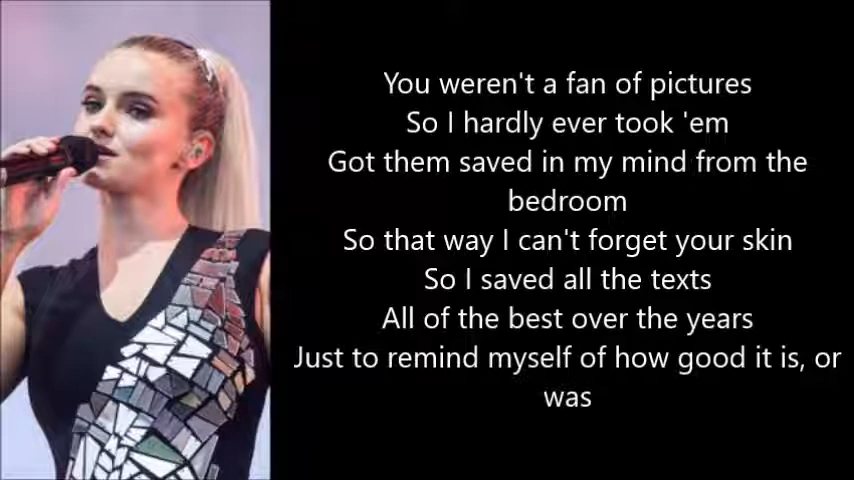 You weren't a fan of pictures
So I hardly ever took 'em
Got them saved in my mind from the
bedroom
So that way I can't forget your skin
So I saved all the texts
All of the best over the years
Just to remind myself of how good it is, or
was